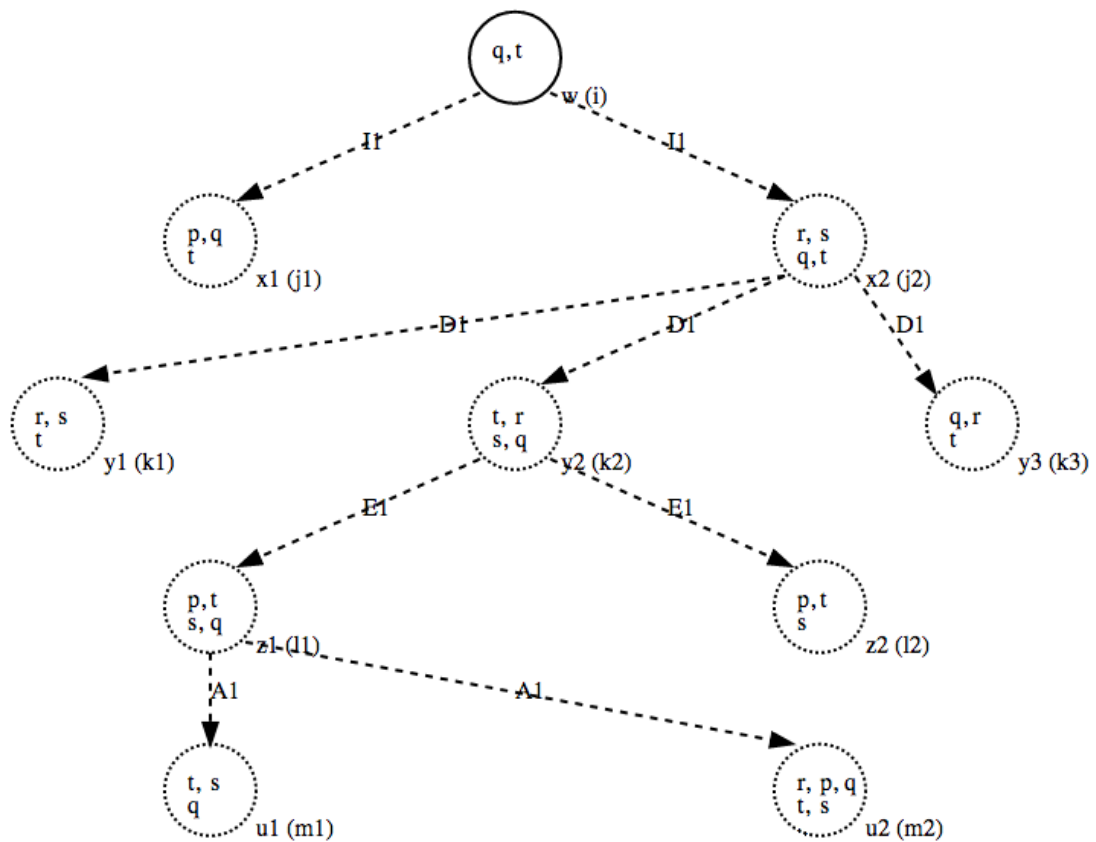 q,t
w (i)
I1
I1
p,q
t
x1 (j1)
r, s
q,t
x2 (j2)
D1
D1
D1
r, s
t
y1 (k1)
t, r
s, q
y2 (k2)
q,r
t
y3 (k3)
E1
E1
p,t
s, q
z1 (l1)
p,t
s
z2 (l2)
A1
A1
t, s
q
u1 (m1)
r, p,q
t, s
u2 (m2)